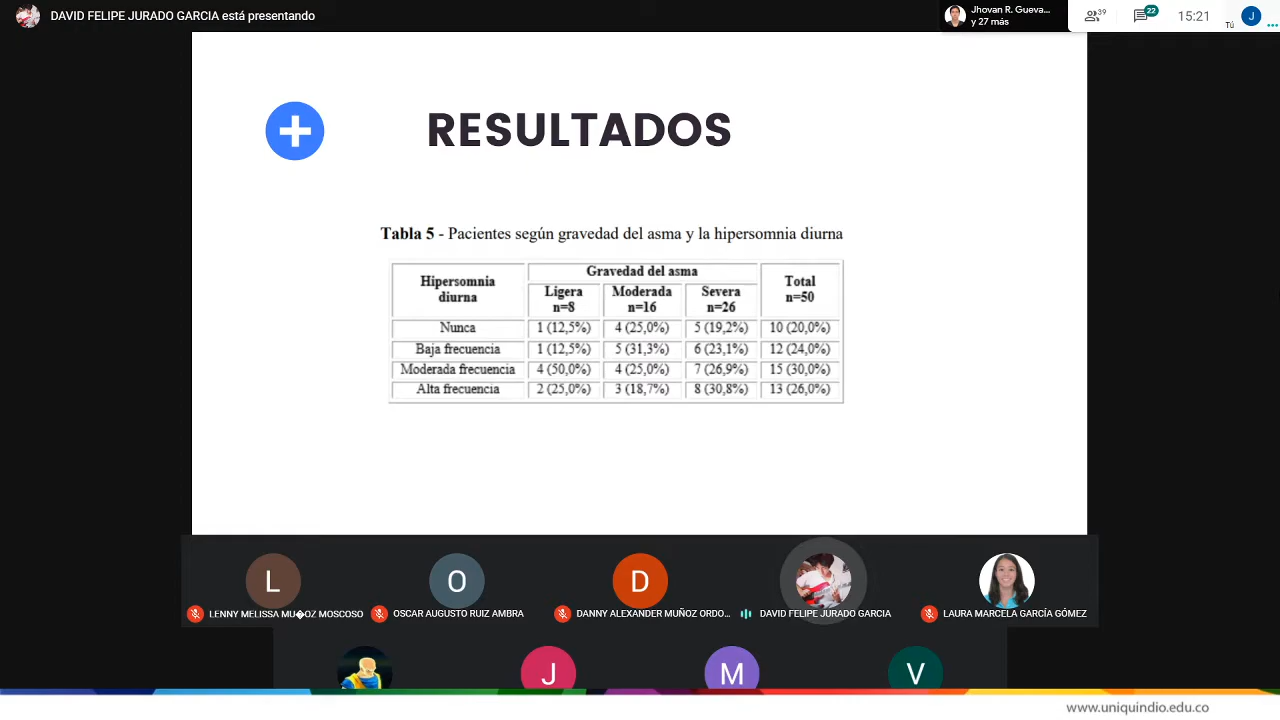 DAVID FELIPE JURADO GARCIA está presentando
Jhovan R. Gueva...
y 27 más
39
22
15:21
Tú
J
RESULTADOS
Tabla 5 - Pacientes según gravedad del asma y la hipersomnia diurna
Hipersomnia diurna
Gravedad del asma
Total n=50
Ligera n=8
Moderada n=16
Severa n=26
Nunca 1 (12,5%) 4 (25,0%) 5 (19,2%) 10 (20,0%)
Baja frecuencia 1 (12,5%) 5 (31,3%) 6 (23,1%) 12 (24,0%)
Moderada frecuencia 4 (50,0%) 4 (25,0%) 7 (26,9%) 15 (30,0%)
Alta frecuencia 2 (25,0%) 3 (18,7%) 8 (30,8%) 13 (26,0%)
L
O
D
LENNY MELISSA MU�OZ MOSCOSO
OSCAR AUGUSTO RUIZ AMBRA
DANNY ALEXANDER MUÑOZ ORDO...
DAVID FELIPE JURADO GARCIA
LAURA MARCELA GARCÍA GÓMEZ
J
M
V
www.uniquindio.edu.co